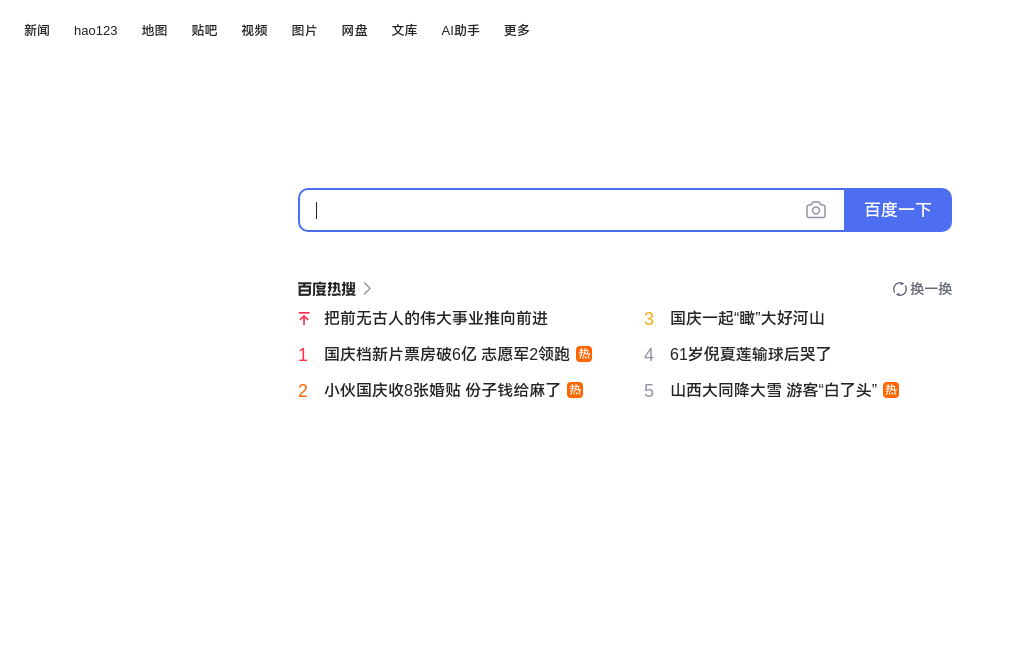 新闻 hao123 地图 贴吧 视频 图片 网盘 文库 AI助手 更多
百度一下
百度热搜 换一换
把前无古人的伟大事业推向前进
1 国庆档新片票房破6亿 志愿军2领跑 热
2 小伙国庆收8张婚贴 份子钱给麻了 热
3 国庆一起“瞰”大好河山
4 61岁倪夏莲输球后哭了
5 山西大同降大雪 游客“白了头” 热